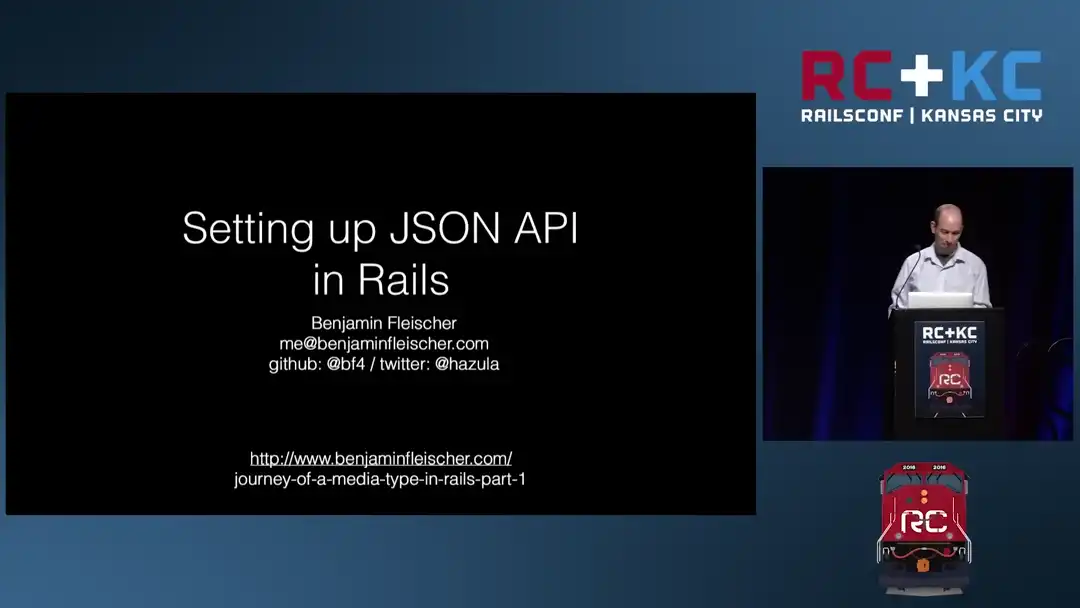 Setting up JSON API
in Rails
Benjamin Fleischer
me@benjaminfleischer.com
github: @bf4 / twitter: @hazula
http://www.benjaminfleischer.com/
journey-of-a-media-type-in-rails-part-1
RC+KC
RAILSCONF | KANSAS CITY
RC+KC
RAILSCONF | KANSAS CITY
RC
2016 2016
RC